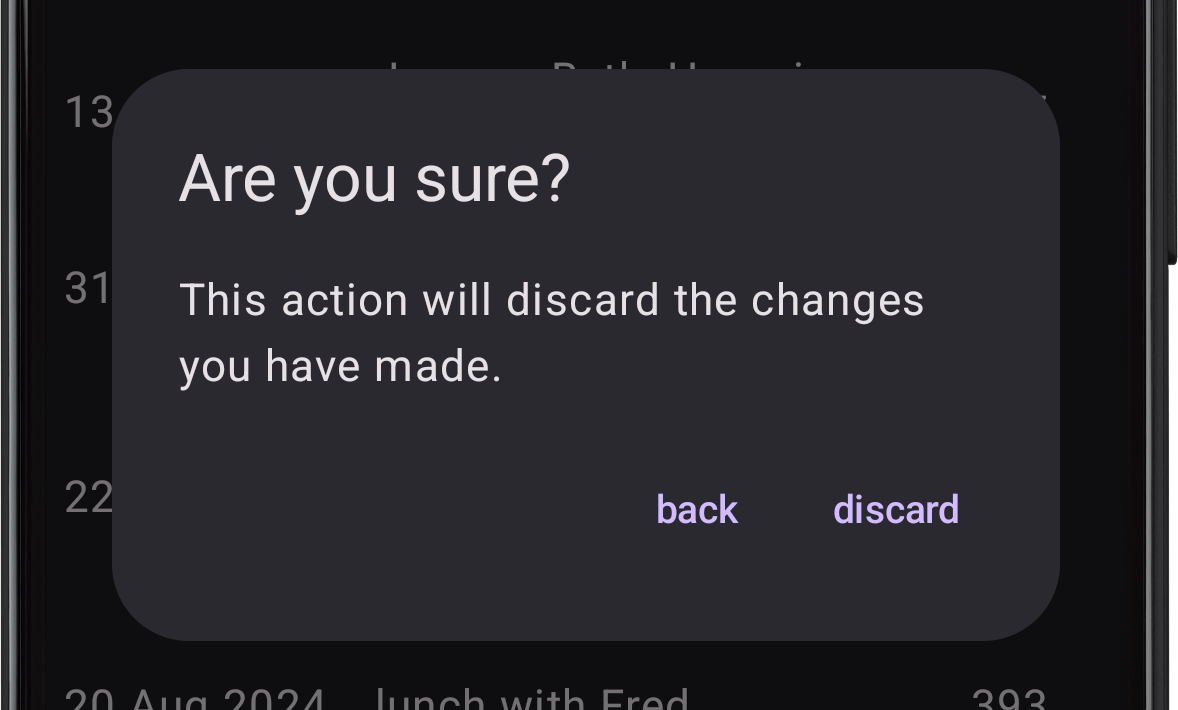 13
Are you sure?
31
This action will discard the changes
you have made.
22
back discard
20 Aug 2024 lunch with Fred 393